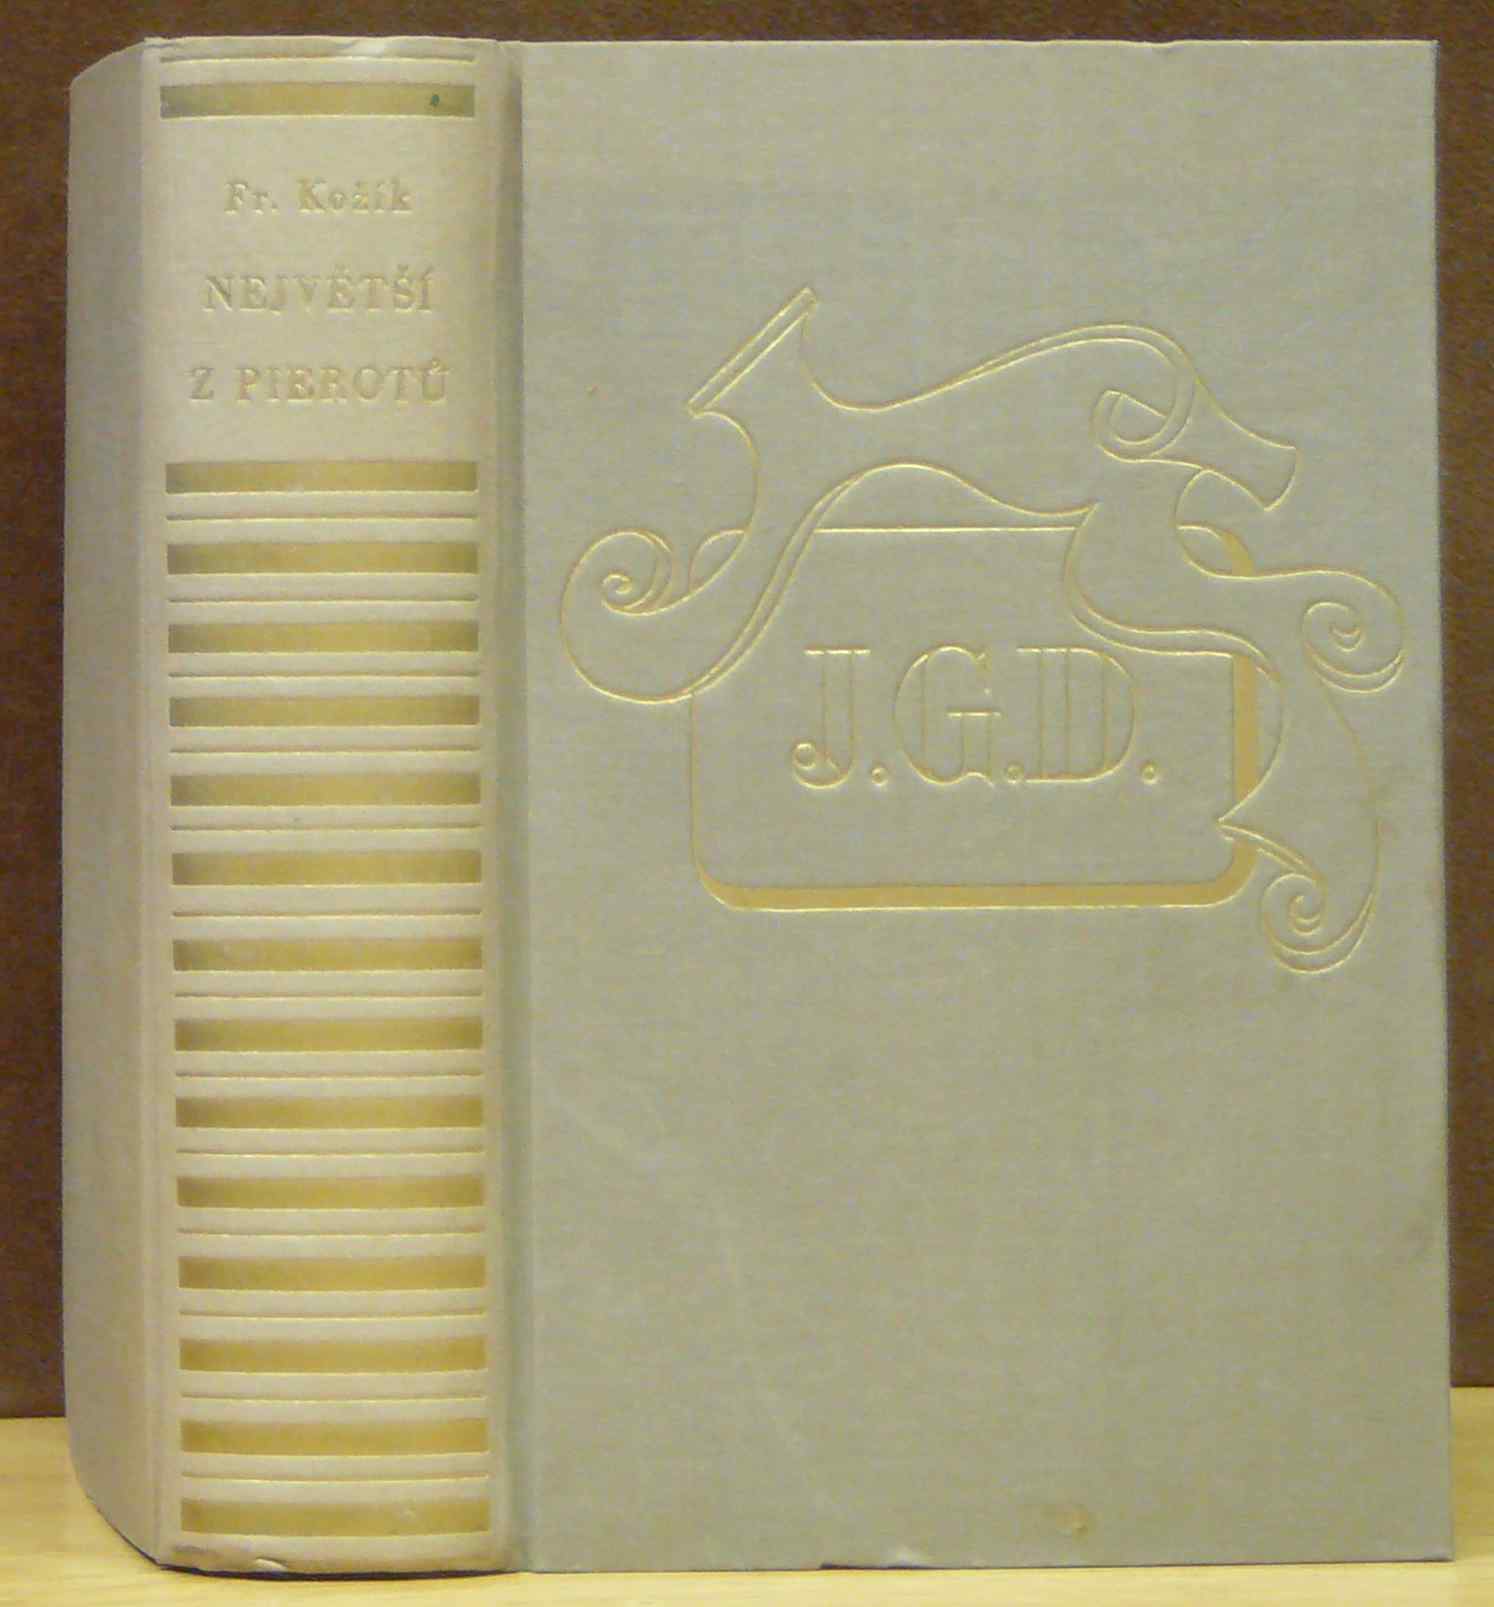 Fr. Kožík
NEJVĚTŠÍ
Z PIEROTŮ
J.G.D.